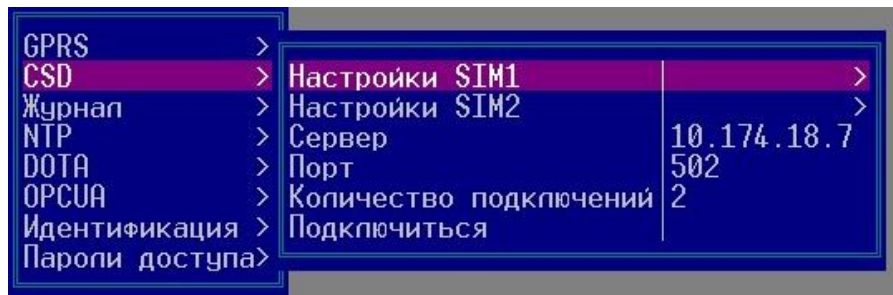 GPRS >
CSD >
Журнал >
NTP >
DOTA >
OPCUA >
Идентификация >
Пароли доступа>
Настройки SIM1 >
Настройки SIM2 >
Сервер 10.174.18.7
Порт 502
Количество подключений 2
Подключиться